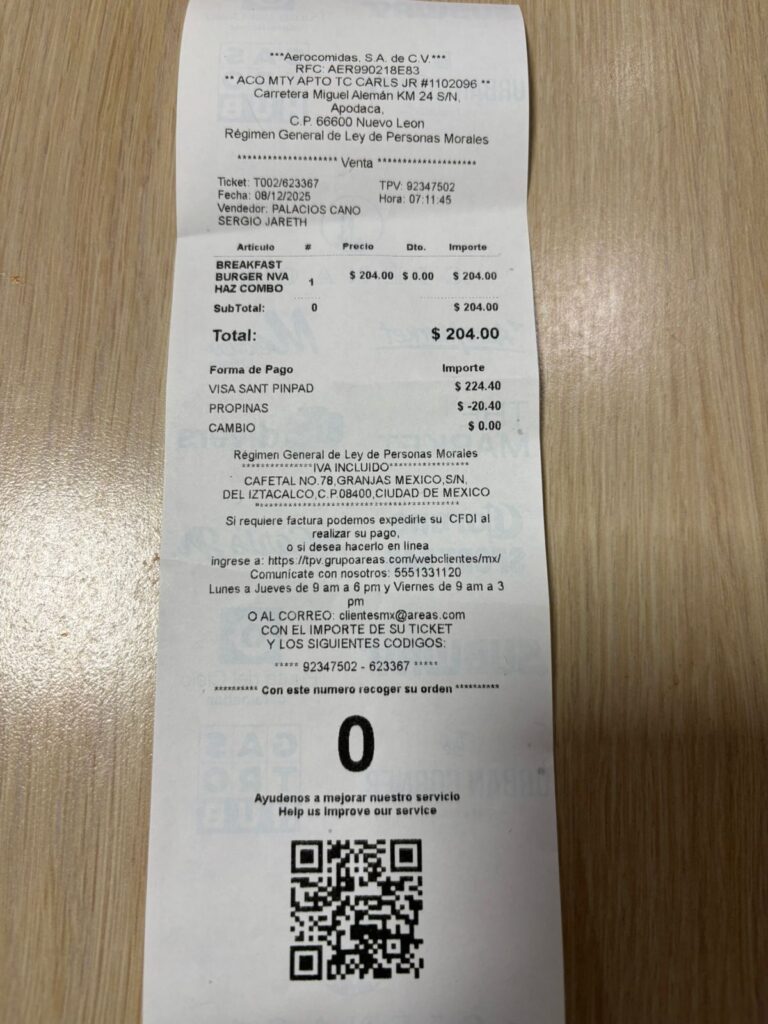 ***Aerocomidas, S.A. de C.V.***
RFC: AER990218E83
** ACO MTY APTO TC CARLS JR #1102096 **
Carretera Miguel Alemán KM 24 S/N,
Apodaca,
C.P. 66600 Nuevo Leon
Régimen General de Ley de Personas Morales
******************** Venta ********************
Ticket: T002/623367 TPV: 92347502
Fecha: 08/12/2025 Hora: 07:11:45
Vendedor: PALACIOS CANO
SERGIO JARETH
Artículo # Precio Dto. Importe
BREAKFAST
BURGER NVA 1 $ 204.00 $ 0.00 $ 204.00
HAZ COMBO
SubTotal: 0 $ 204.00
Total: $ 204.00
Forma de Pago Importe
VISA SANT PINPAD $ 224.40
PROPINAS $ -20.40
CAMBIO $ 0.00
Régimen General de Ley de Personas Morales
****************IVA INCLUIDO******************
CAFETAL NO.78,GRANJAS MEXICO,S/N,
DEL IZTACALCO,C.P.08400,CIUDAD DE MEXICO
**********************************************
Si requiere factura podemos expedirle su CFDI al
realizar su pago,
o si desea hacerlo en linea
ingrese a: https://tpv.grupoareas.com/webclientes/mx/
Comunícate con nosotros: 5551331120
Lunes a Jueves de 9 am a 6 pm y Viernes de 9 am a 3
pm
O AL CORREO: clientesmx@areas.com
CON EL IMPORTE DE SU TICKET
Y LOS SIGUIENTES CODIGOS:
***** 92347502 - 623367 *****
********** Con este numero recoger su orden **********
0
Ayudenos a mejorar nuestro servicio
Help us improve our service